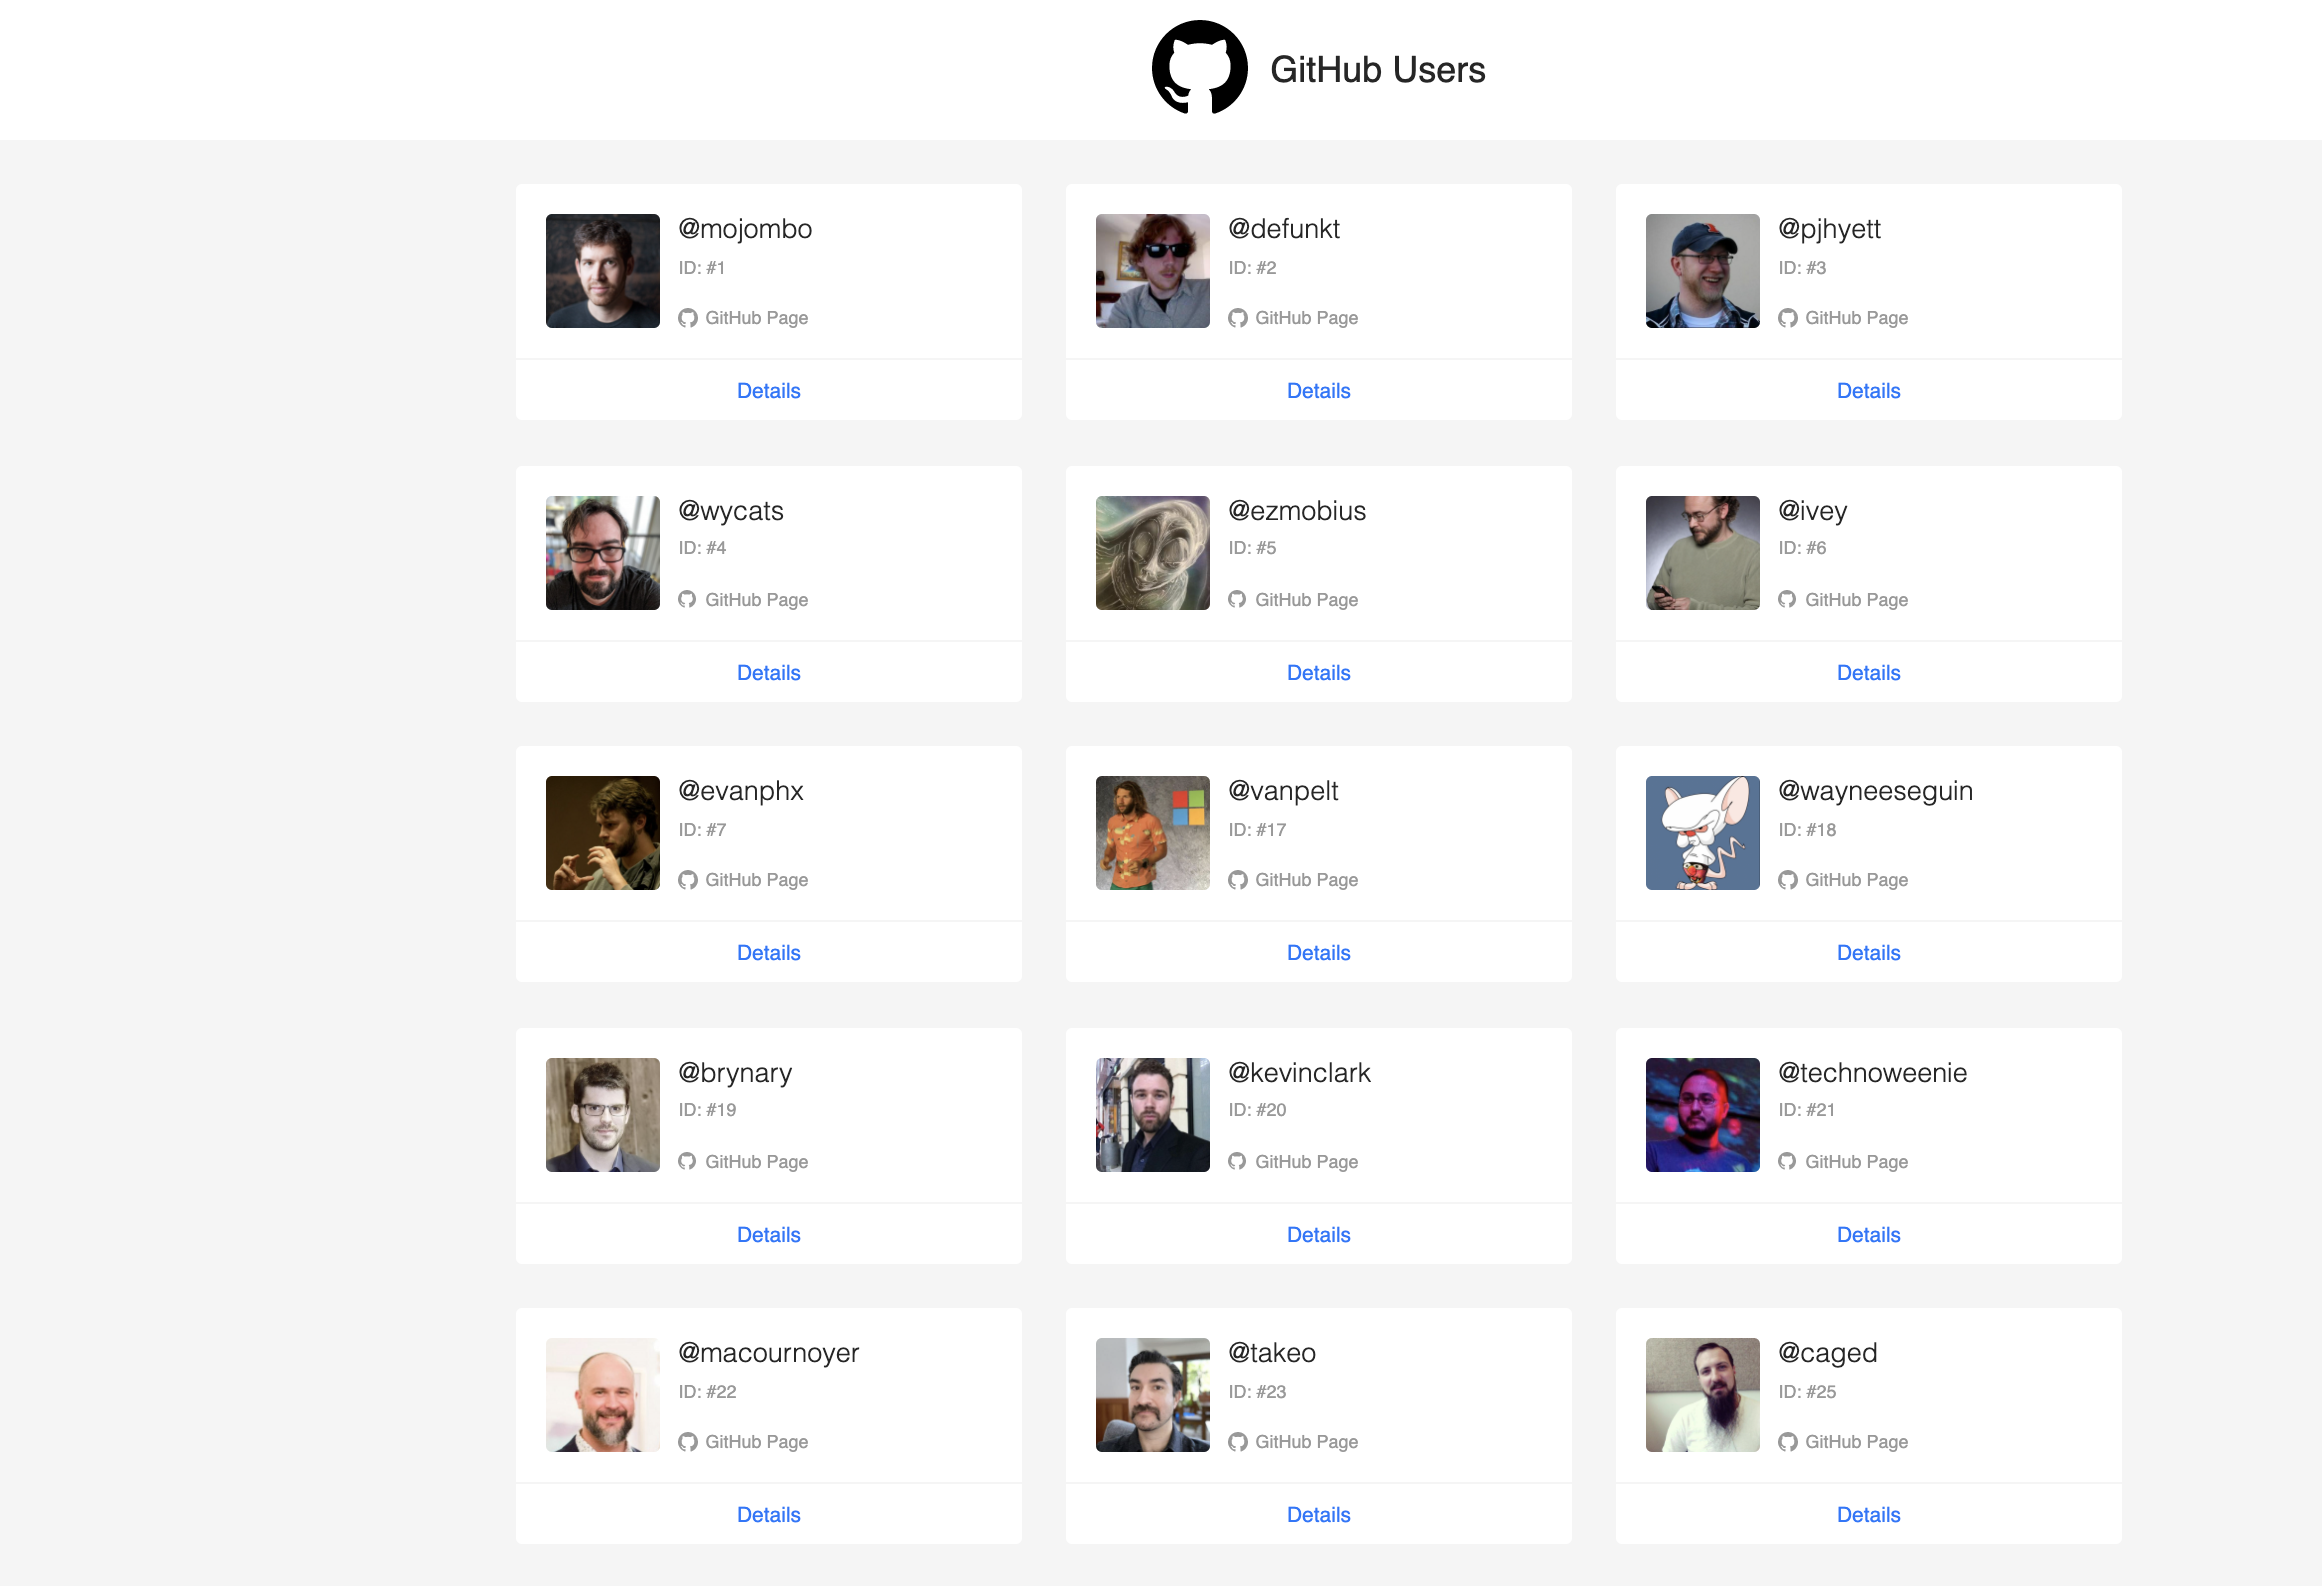 GitHub Users
@mojombo
ID: #1
GitHub Page
Details
@defunkt
ID: #2
GitHub Page
Details
@pjhyett
ID: #3
GitHub Page
Details
@wycats
ID: #4
GitHub Page
Details
@ezmobius
ID: #5
GitHub Page
Details
@ivey
ID: #6
GitHub Page
Details
@evanphx
ID: #7
GitHub Page
Details
@vanpelt
ID: #17
GitHub Page
Details
@wayneeseguin
ID: #18
GitHub Page
Details
@brynary
ID: #19
GitHub Page
Details
@kevinclark
ID: #20
GitHub Page
Details
@technoweenie
ID: #21
GitHub Page
Details
@macournoyer
ID: #22
GitHub Page
Details
@takeo
ID: #23
GitHub Page
Details
@caged
ID: #25
GitHub Page
Details